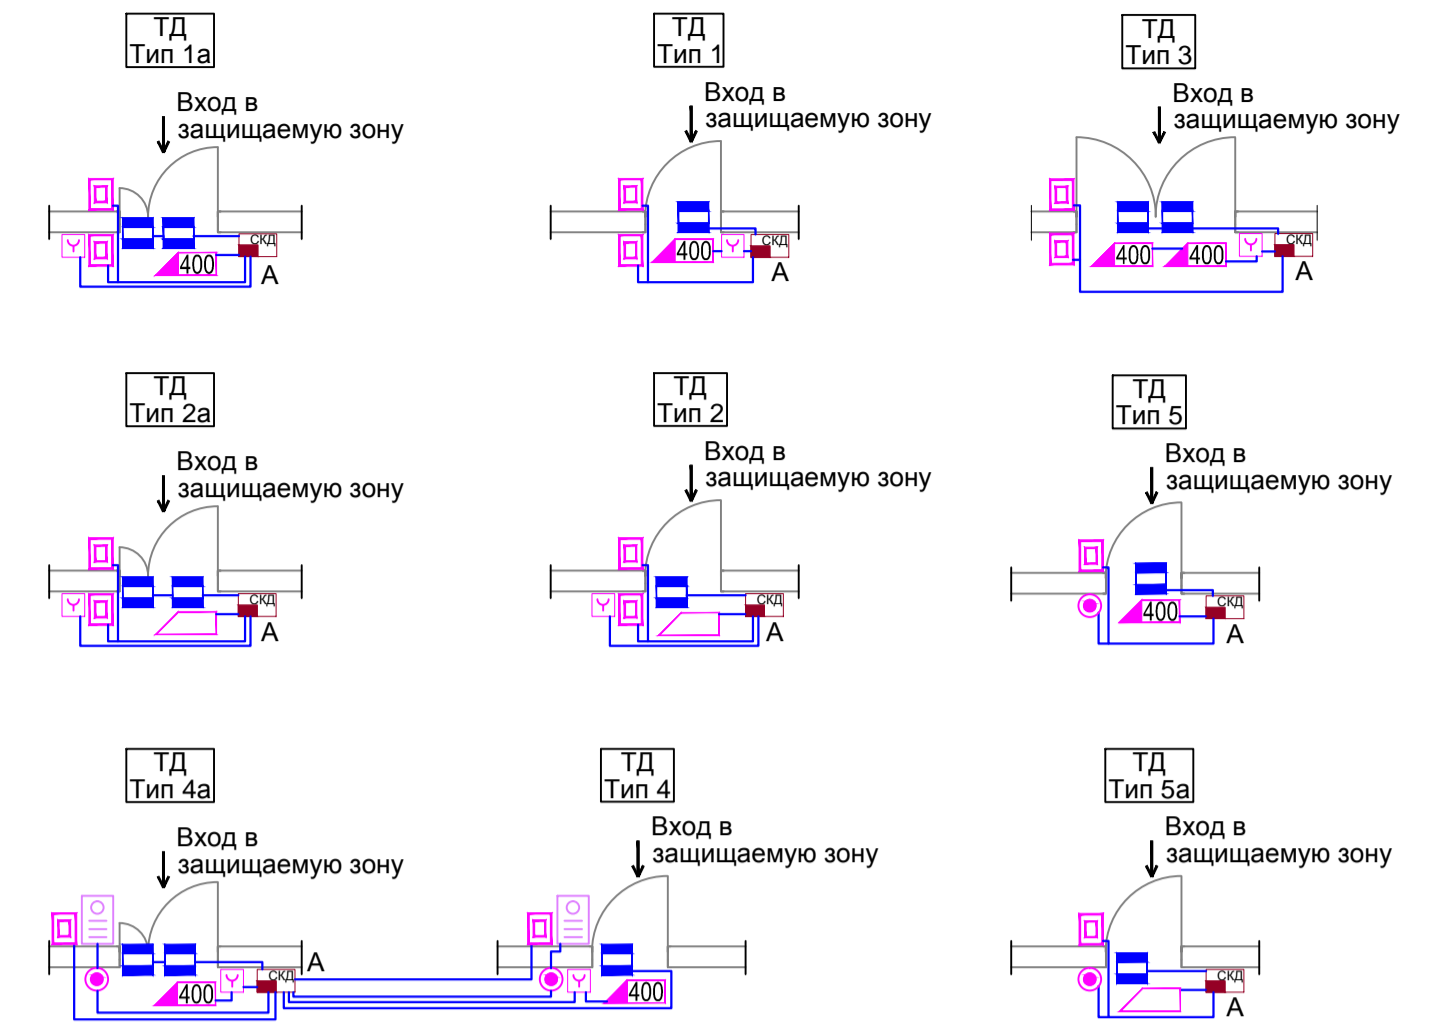 ТД
Тип 1а
Вход в
защищаемую зону
СКД
400
А
ТД
Тип 1
Вход в
защищаемую зону
СКД
400
А
ТД
Тип 3
Вход в
защищаемую зону
СКД
400
400
А
ТД
Тип 2а
Вход в
защищаемую зону
СКД
А
ТД
Тип 2
Вход в
защищаемую зону
СКД
А
ТД
Тип 5
Вход в
защищаемую зону
СКД
400
А
ТД
Тип 4а
Вход в
защищаемую зону
А
СКД
400
ТД
Тип 4
Вход в
защищаемую зону
400
ТД
Тип 5а
Вход в
защищаемую зону
СКД
А